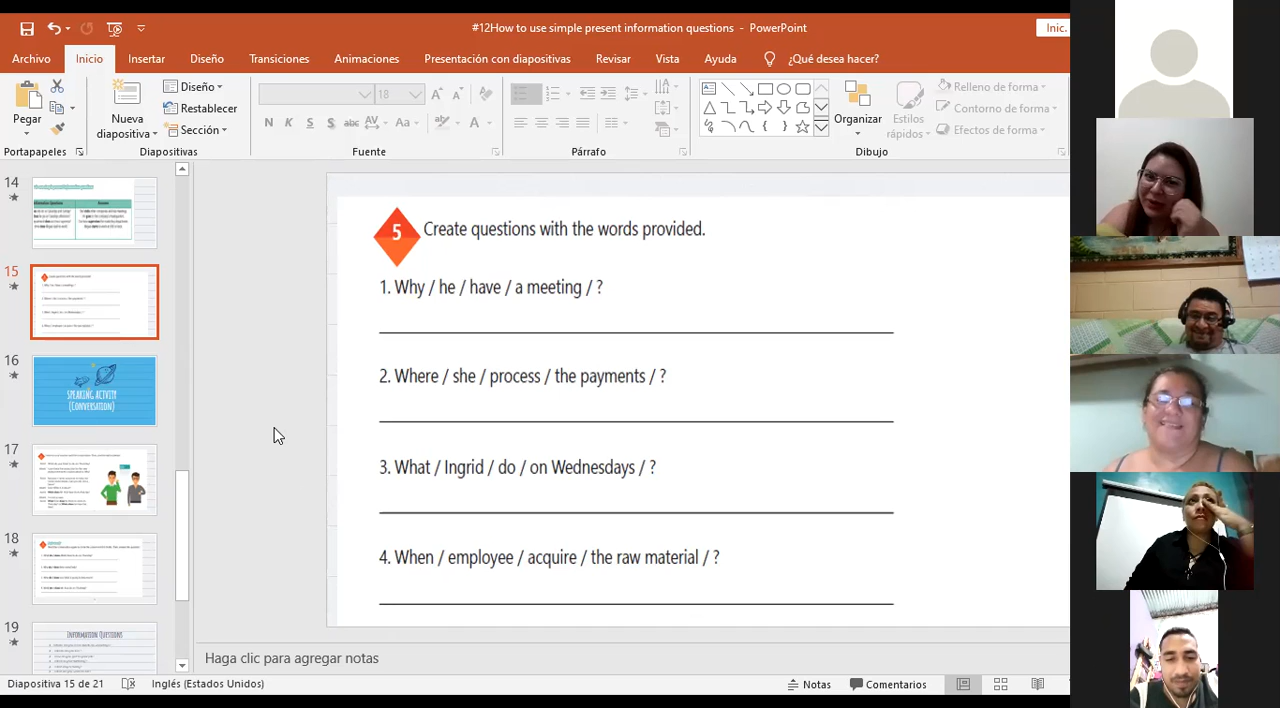 #12How to use simple present information questions - PowerPoint
Inic.
Archivo Inicio Insertar Diseño Transiciones Animaciones Presentación con diapositivas Revisar Vista Ayuda ¿Qué desea hacer?
Pegar
Nueva diapositiva
Diseño
Restablecer
Sección
18
N K S S abc AV Aa A
Organizar
Estilos rápidos
Relleno de forma
Contorno de forma
Efectos de forma
Portapapeles Diapositivas Fuente Párrafo Dibujo
14
15
16
SPEAKING ACTVITY
(CONVERSATION)
17
18
19
INFORMATION QUESTIONS
5 Create questions with the words provided.
1. Why / he / have / a meeting / ?
2. Where / she / process / the payments / ?
3. What / Ingrid / do / on Wednesdays / ?
4. When / employee / acquire / the raw material / ?
Haga clic para agregar notas
Diapositiva 15 de 21 Inglés (Estados Unidos) Notas Comentarios